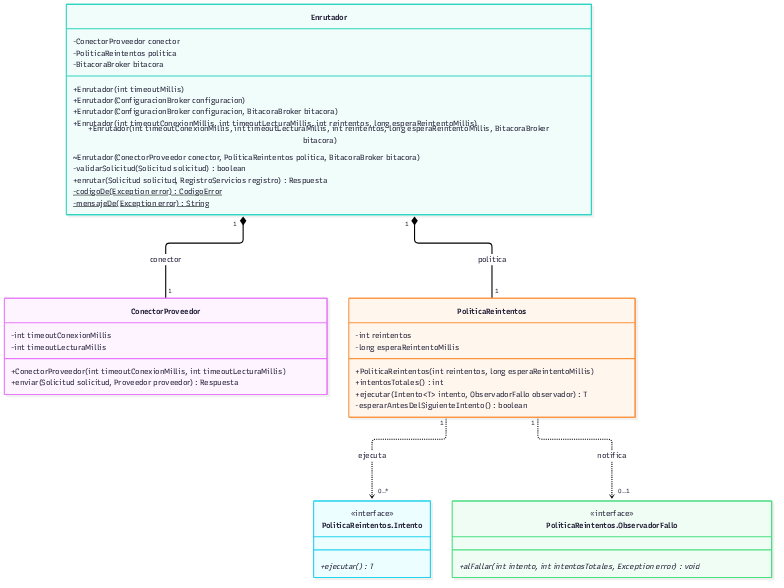 Enrutador
-ConectorProveedor conector
-PoliticaReintentos politica
-BitacoraBroker bitacora
+Enrutador(int timeoutMillis)
+Enrutador(ConfiguracionBroker configuracion)
+Enrutador(ConfiguracionBroker configuracion, BitacoraBroker bitacora)
+Enrutador(int timeoutConexionMillis, int timeoutLecturaMillis, int reintentos, long esperaReintentoMillis)
+Enrutador(int timeoutConexionMillis, int timeoutLecturaMillis, int reintentos, long esperaReintentoMillis, BitacoraBroker
bitacora)
~Enrutador(ConectorProveedor conector, PoliticaReintentos politica, BitacoraBroker bitacora)
-validarSolicitud(Solicitud solicitud) : boolean
+enrutar(Solicitud solicitud, RegistroServicios registro) : Respuesta
-codigoDe(Exception error) : CodigoError
-mensajeDe(Exception error) : String
1
1
conector
politica
1
1
ConectorProveedor
-int timeoutConexionMillis
-int timeoutLecturaMillis
+ConectorProveedor(int timeoutConexionMillis, int timeoutLecturaMillis)
+enviar(Solicitud solicitud, Proveedor proveedor) : Respuesta
PoliticaReintentos
-int reintentos
-long esperaReintentoMillis
+PoliticaReintentos(int reintentos, long esperaReintentoMillis)
+intentosTotales() : int
+ejecutar(Intento<T> intento, ObservadorFallo observador) : T
-esperarAntesDelSiguienteIntento() : boolean
1
1
ejecuta
notifica
0..*
0..1
«interface»
PoliticaReintentos.Intento
+ejecutar() : T
«interface»
PoliticaReintentos.ObservadorFallo
+alFallar(int intento, int intentosTotales, Exception error) : void